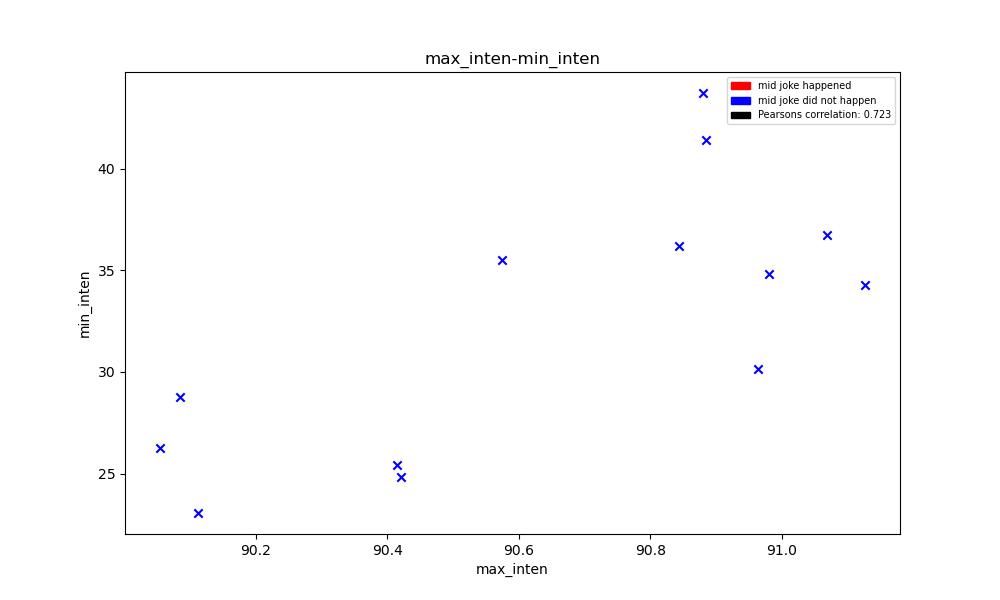 max_inten-min_inten
mid joke happened
mid joke did not happen
Pearsons correlation: 0.723
40
35
30
25
min_inten
90.2 90.4 90.6 90.8 91.0
max_inten